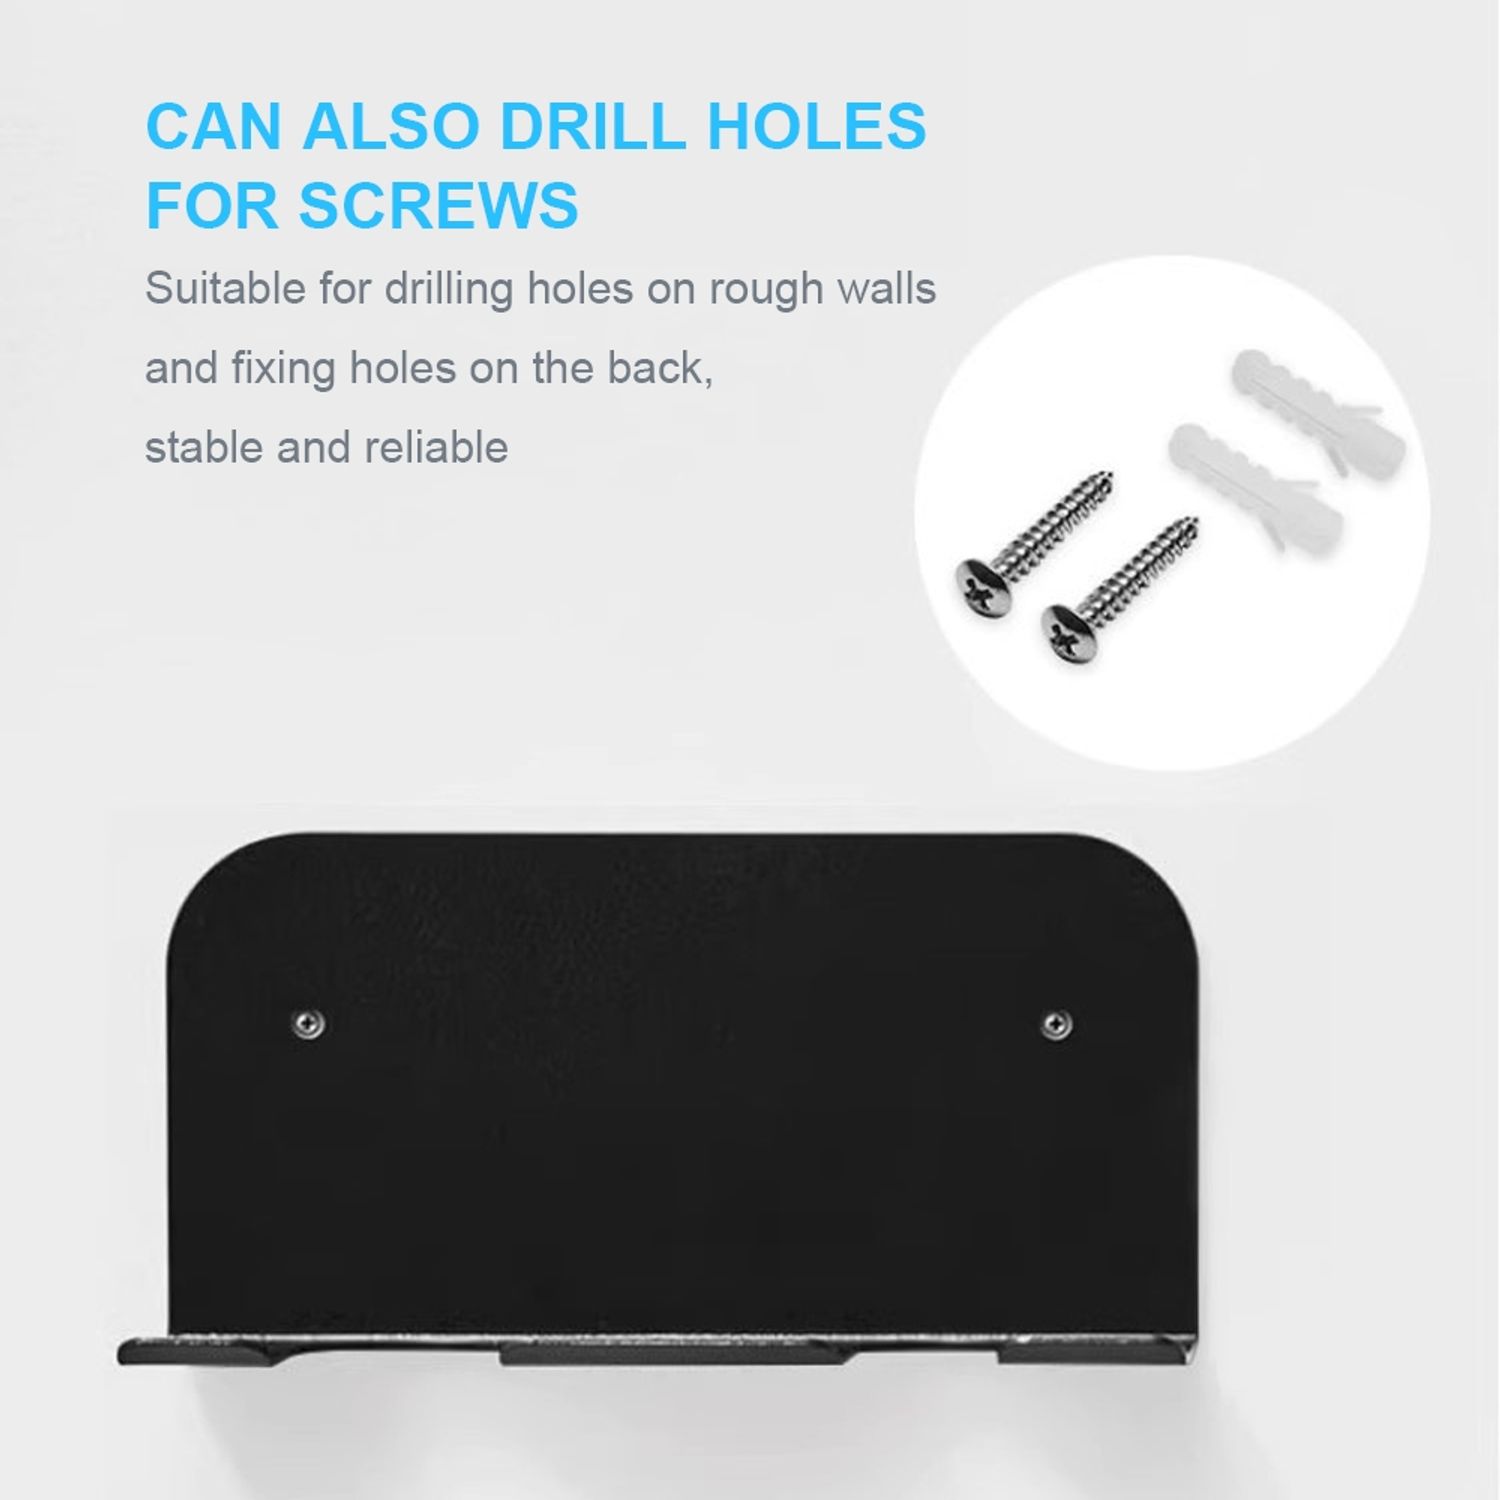 CAN ALSO DRILL HOLES
FOR SCREWS
Suitable for drilling holes on rough walls
and fixing holes on the back,
stable and reliable